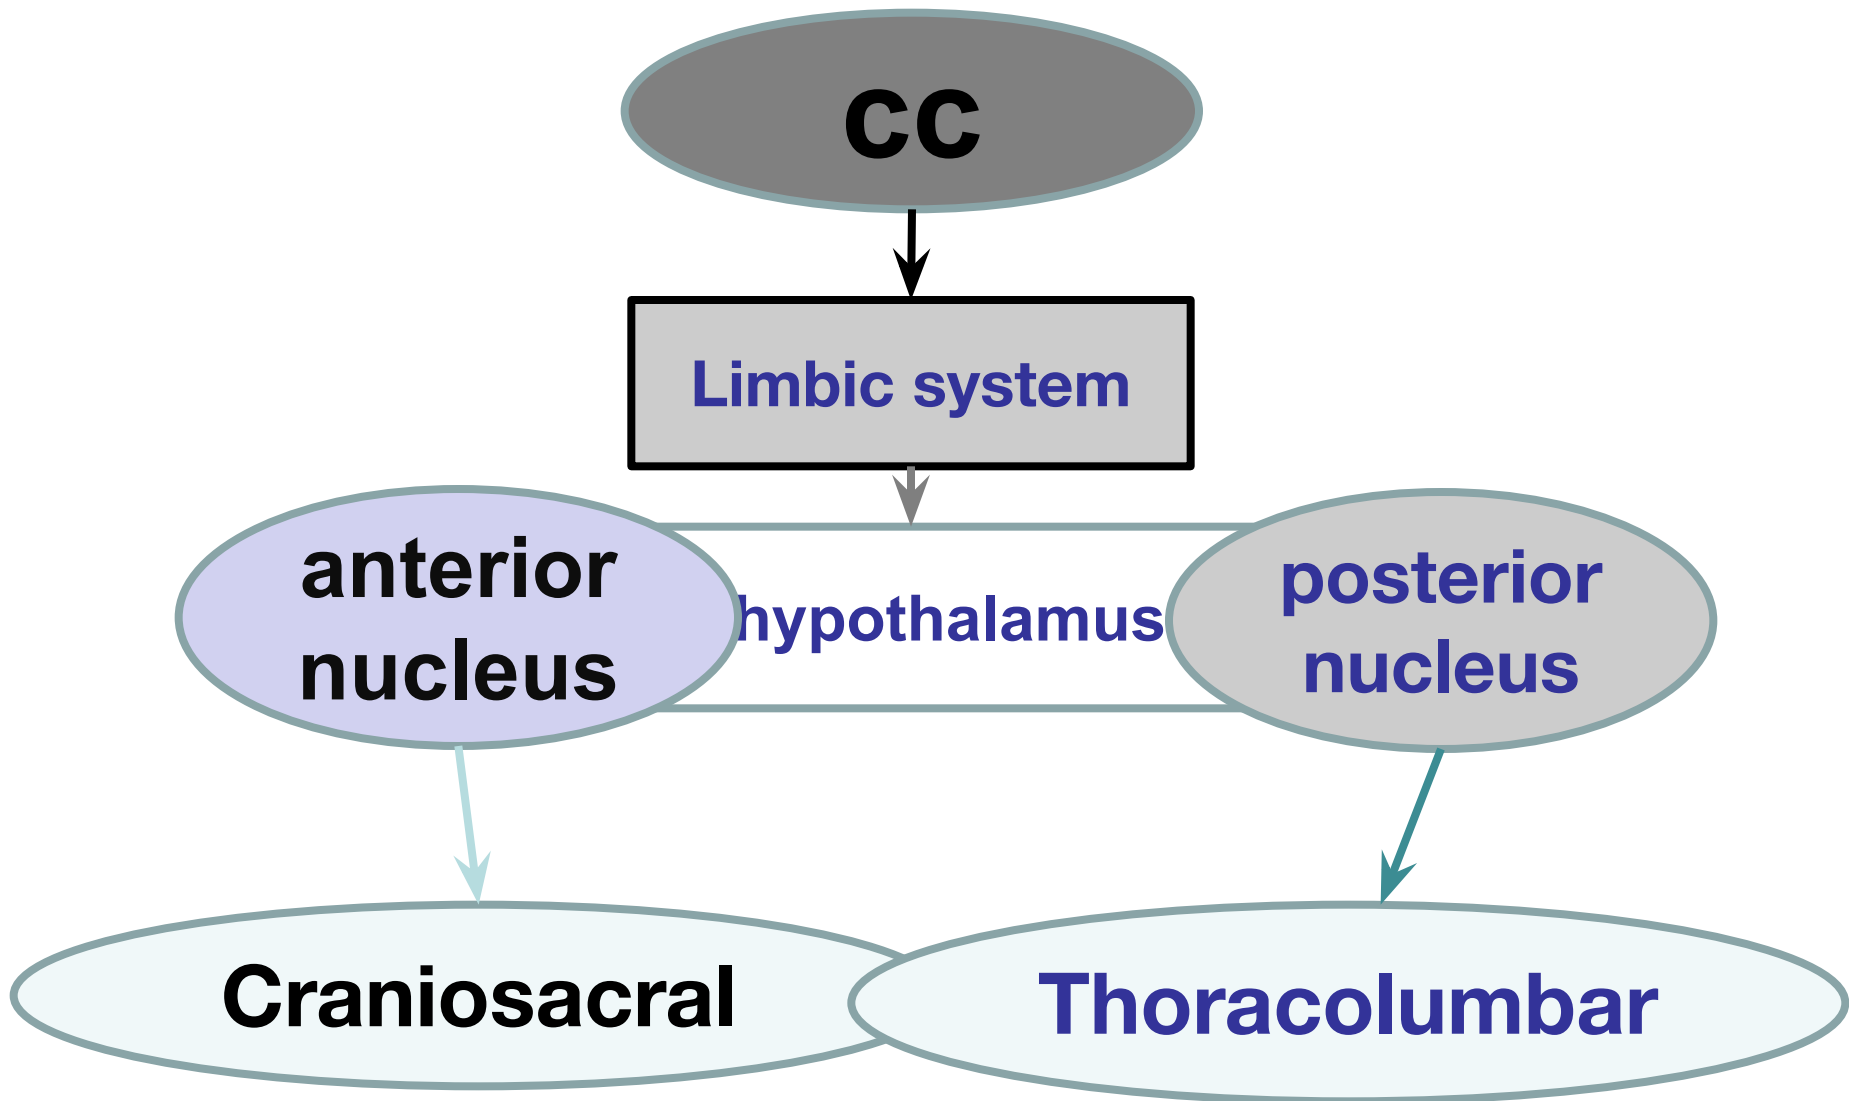 cc
Limbic system
anterior
nucleus
hypothalamus
posterior
nucleus
Craniosacral
Thoracolumbar